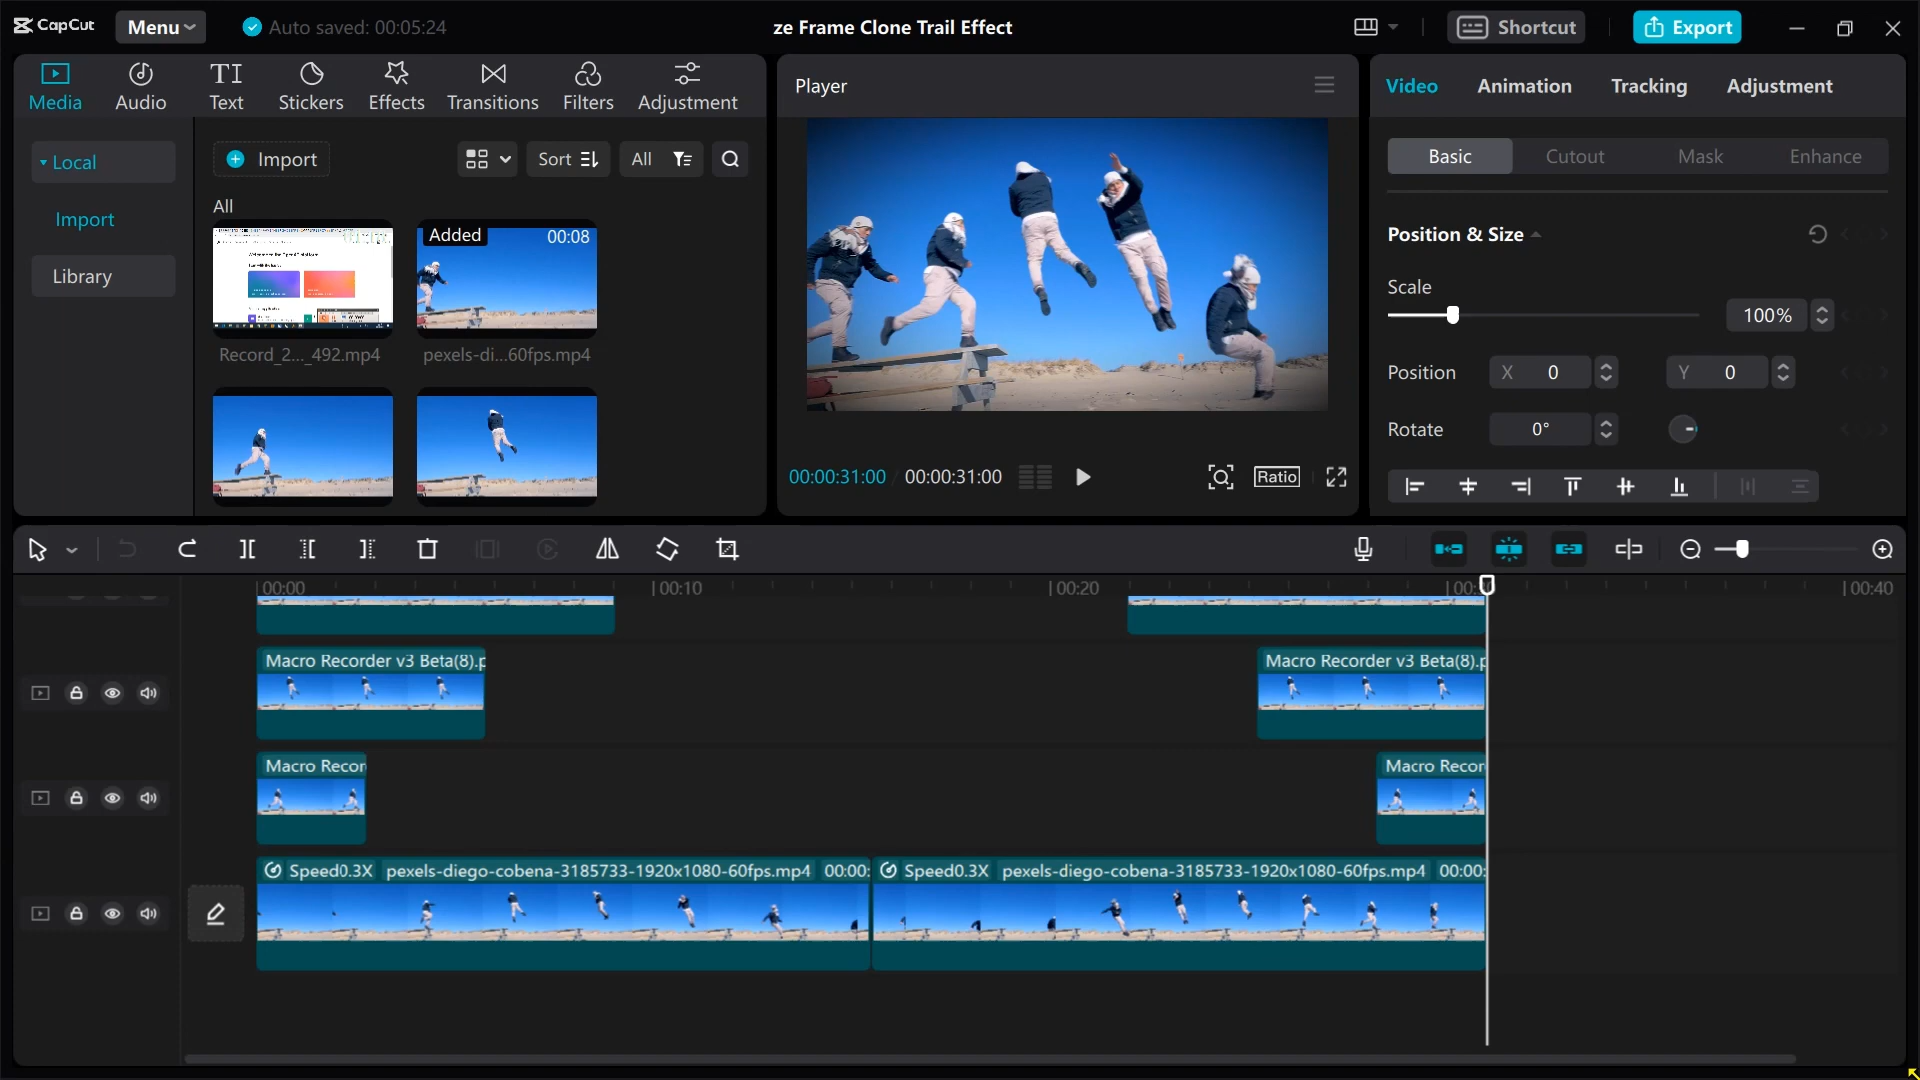 CapCut
Menu
Auto saved: 00:05:24
ze Frame Clone Trail Effect
Shortcut
Export
Media
Audio
TI
Text
Stickers
Effects
Transitions
Filters
Adjustment
Player
Video
Animation
Tracking
Adjustment
Local
Import
Library
Import
Sort
All
All
Added
00:08
Record_2..._492.mp4
pexels-di...60fps.mp4
Basic
Cutout
Mask
Enhance
Position & Size
Scale
100%
Position
X 0
Y 0
Rotate
0°
00:00:31:00
00:00:31:00
Ratio
00:00
00:10
00:20
00:40
Macro Recorder v3 Beta(8).p
Macro Recorder v3 Beta(8).p
Macro Recor
Macro Recor
Speed0.3X pexels-diego-cobena-3185733-1920x1080-60fps.mp4 00:00:
Speed0.3X pexels-diego-cobena-3185733-1920x1080-60fps.mp4 00:00: